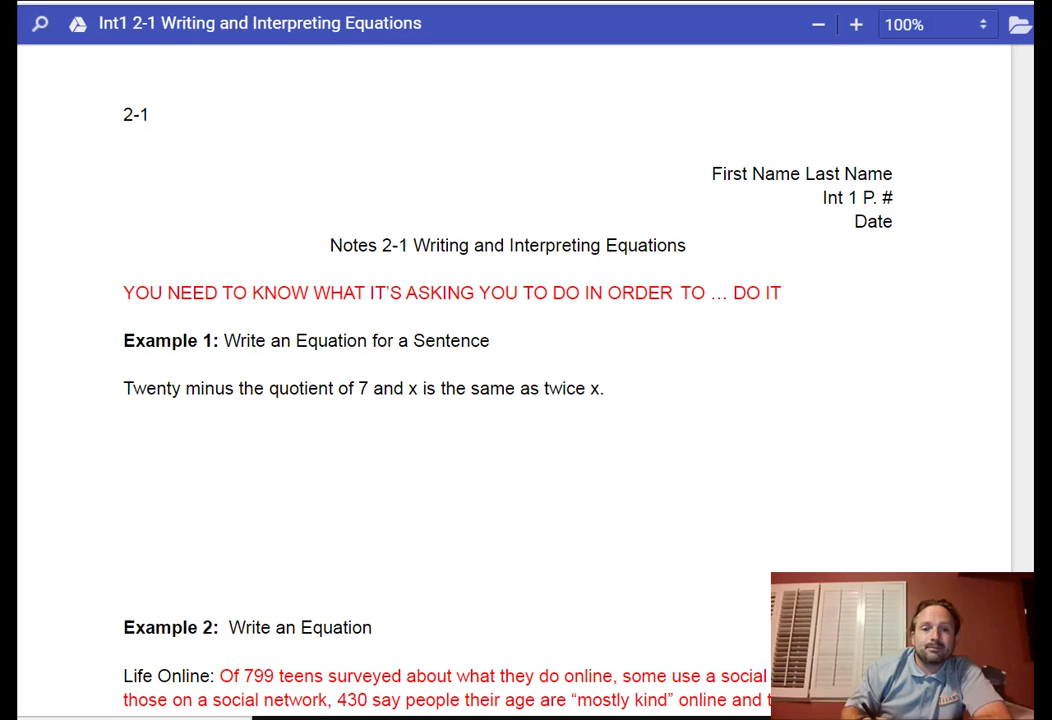 Int1 2-1 Writing and Interpreting Equations
100%
2-1
First Name Last Name
Int 1 P. #
Date
Notes 2-1 Writing and Interpreting Equations
YOU NEED TO KNOW WHAT IT'S ASKING YOU TO DO IN ORDER TO … DO IT
Example 1: Write an Equation for a Sentence
Twenty minus the quotient of 7 and x is the same as twice x.
Example 2: Write an Equation
Life Online: Of 799 teens surveyed about what they do online, some use a social
those on a social network, 430 say people their age are “mostly kind” online and